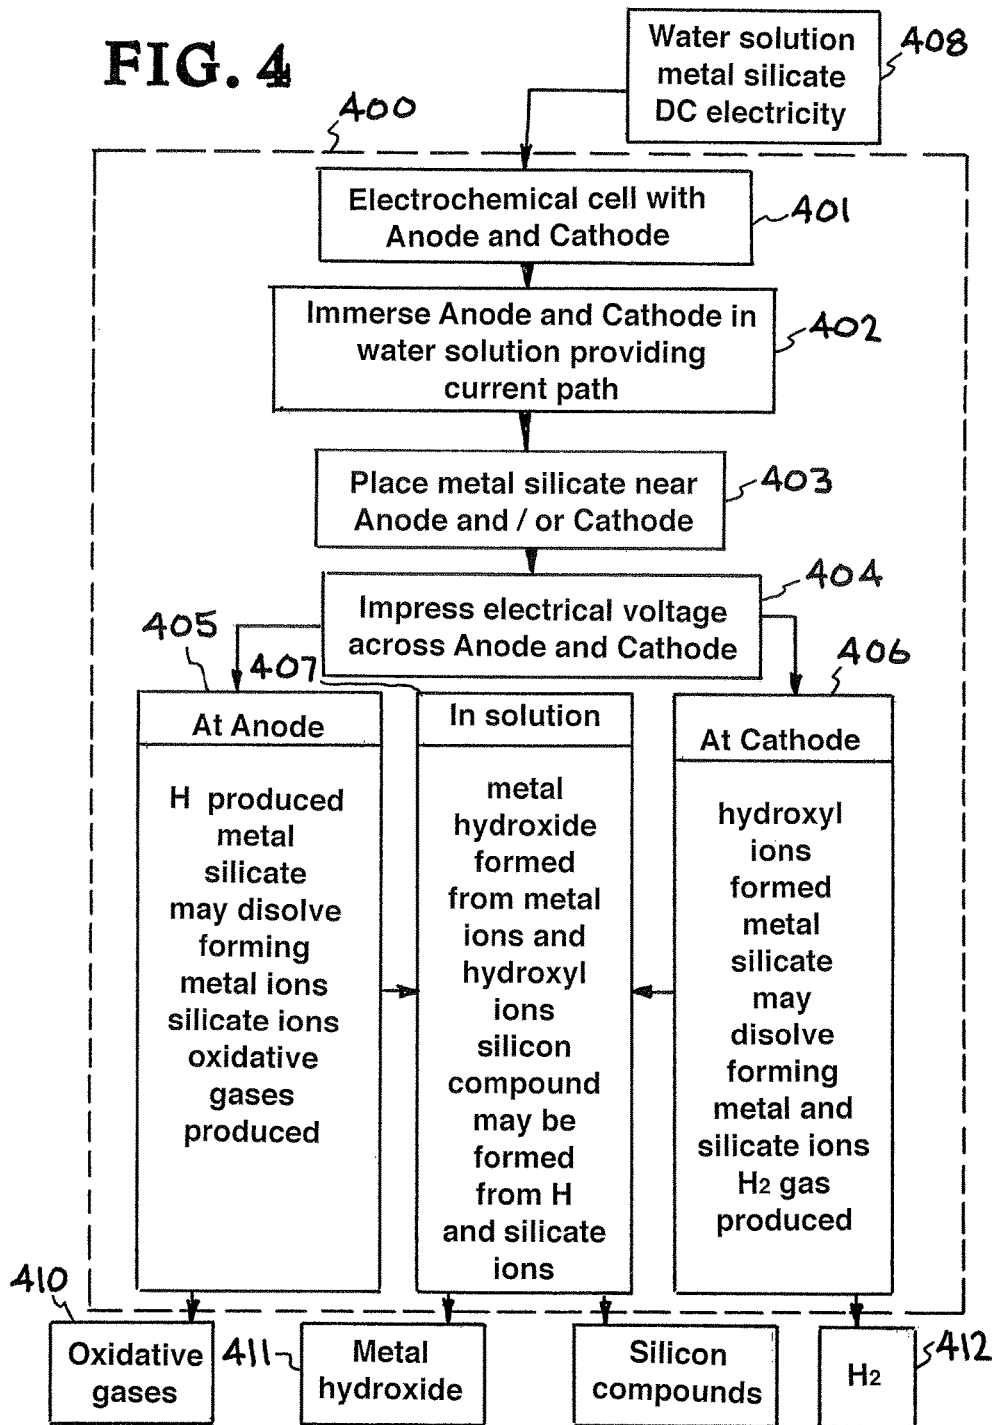 FIG. 4
Water solution
metal silicate
DC electricity
408
400
Electrochemical cell with
Anode and Cathode
401
Immerse Anode and Cathode in
water solution providing
current path
402
Place metal silicate near
Anode and / or Cathode
403
Impress electrical voltage
across Anode and Cathode
404
405
At Anode
H produced
metal
silicate
may disolve
forming
metal ions
silicate ions
oxidative
gases
produced
407
In solution
metal
hydroxide
formed
from metal
ions and
hydroxyl
ions
silicon
compound
may be
formed
from H
and silicate
ions
406
At Cathode
hydroxyl
ions
formed
metal
silicate
may
disolve
forming
metal and
silicate ions
H2 gas
produced
410
Oxidative
gases
411
Metal
hydroxide
Silicon
compounds
H2
412